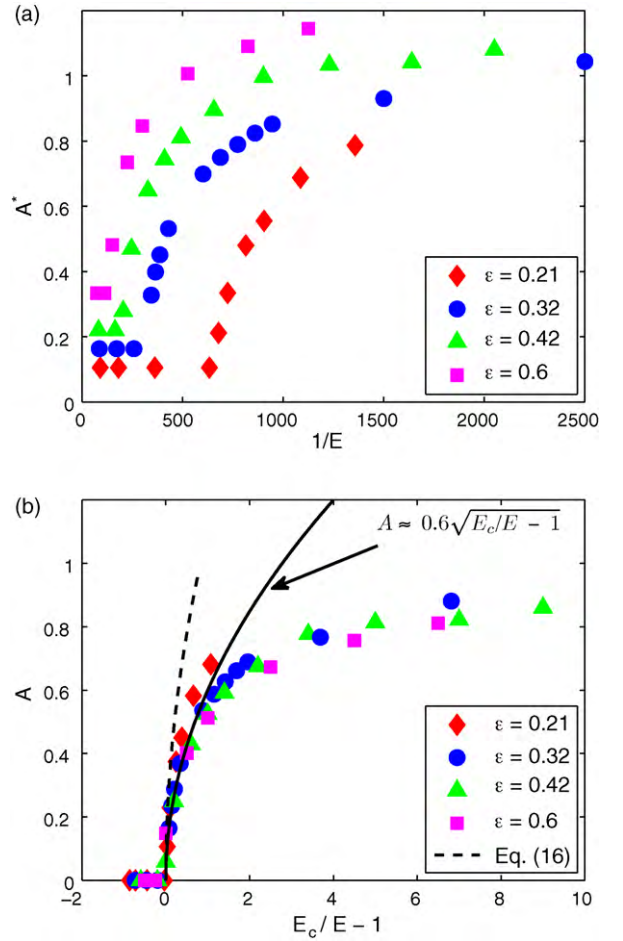 (a)
1
0.8
0.6
0.4
0.2
0
A*
0 500 1000 1500 2000 2500
1/E
ε = 0.21
ε = 0.32
ε = 0.42
ε = 0.6
(b)
A ≈ 0.6√(E_c/E − 1)
1
0.8
0.6
0.4
0.2
0
A
−2 0 2 4 6 8 10
E_c / E − 1
ε = 0.21
ε = 0.32
ε = 0.42
ε = 0.6
Eq. (16)